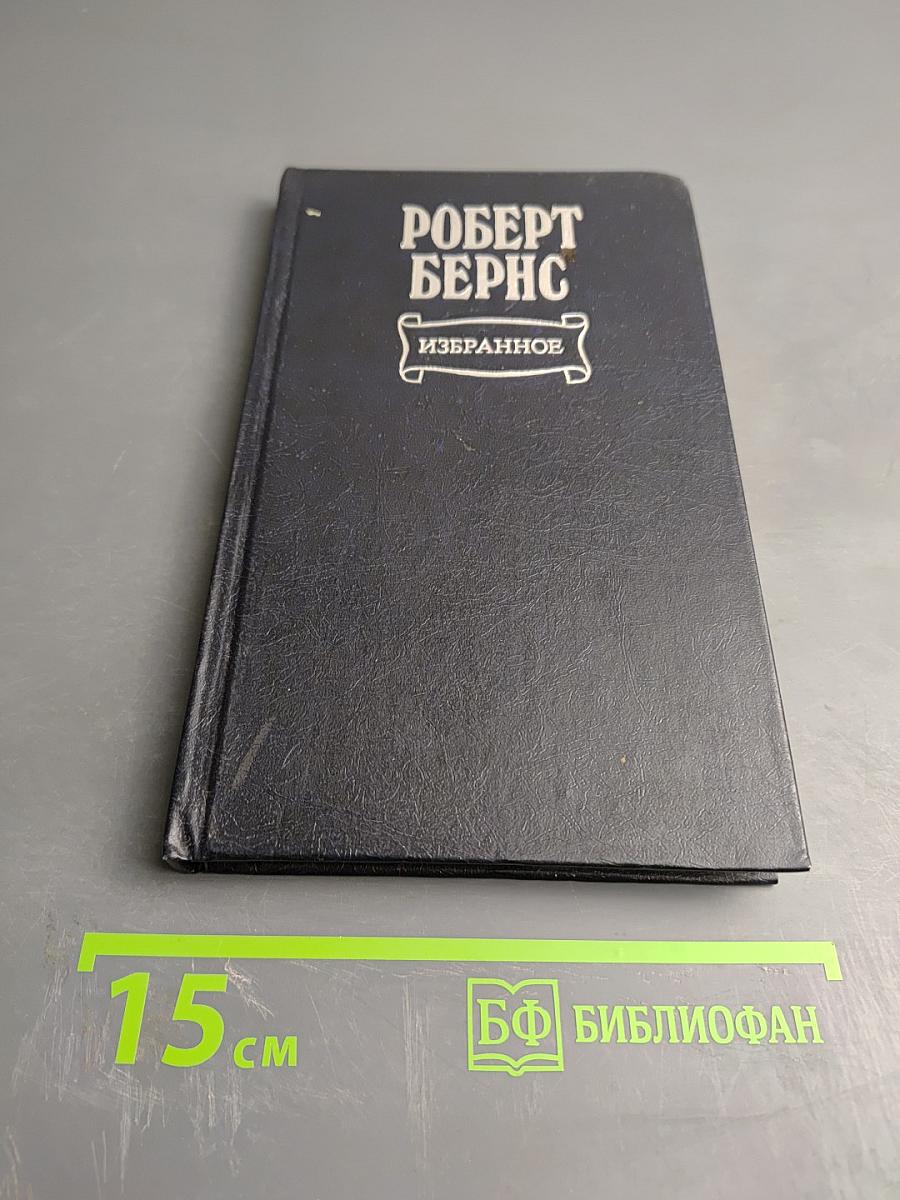 РОБЕРТ
БЕРНС
ИЗБРАННОЕ
15 см
БФ БИБЛИОФАН